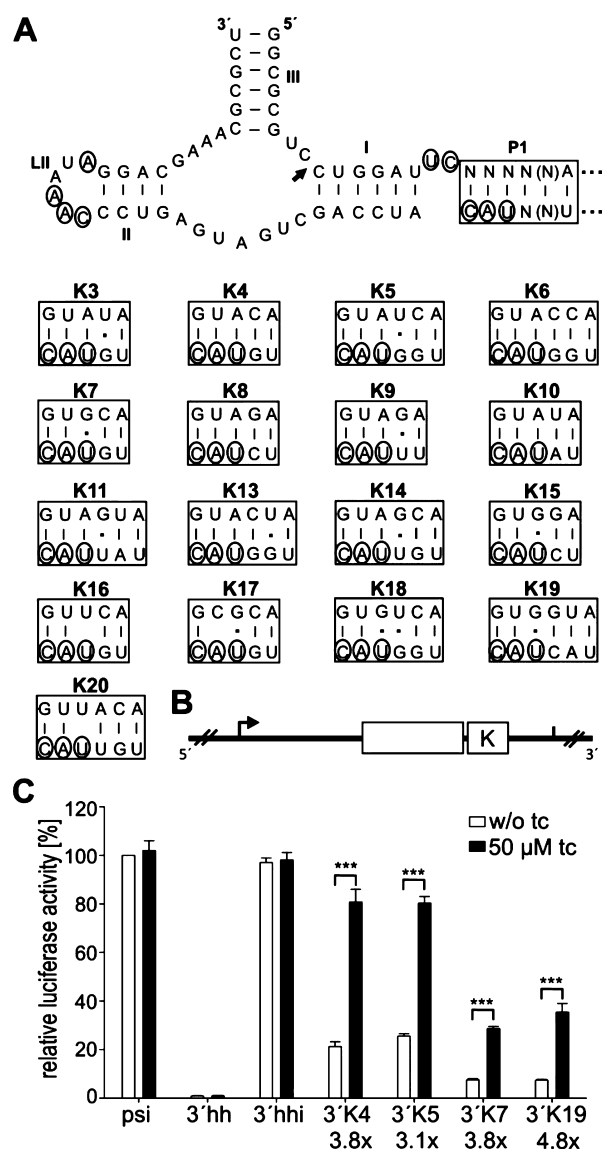 A
3´ 5´
U – G
C – G
G – C
C – G
G – C
C – G
III
I
P1
LII
A U A G G A C G A A A
U C C U G G A U U C N N N N (N) A ...
A A C C C U G A G U A G U C G A C C U A C A U N (N) U ...
II
K3 K4 K5 K6
G U A U A G U A C A G U A U C A G U A C C A
C A U G U C A U G U C A U G G U C A U G G U
K7 K8 K9 K10
G U G C A G U A G A G U A G A G U A U A
C A U G U C A U C U C A U U U C A U A U
K11 K13 K14 K15
G U A G U A G U A C U A G U A G C A G U G G A
C A U U A U C A U G G U C A U U G U C A U C U
K16 K17 K18 K19
G U U C A G C G C A G U G U C A G U G G U A
C A U G U C A U G U C A U G G U C A U C A U
K20
G U U A C A
C A U U G U
B
K
5´ 3´
C
relative luciferase activity [%]
120
100
80
60
40
20
0
w/o tc
50 µM tc
*** *** *** ***
psi 3´hh 3´hhi 3´K4 3´K5 3´K7 3´K19
3.8x 3.1x 3.8x 4.8x